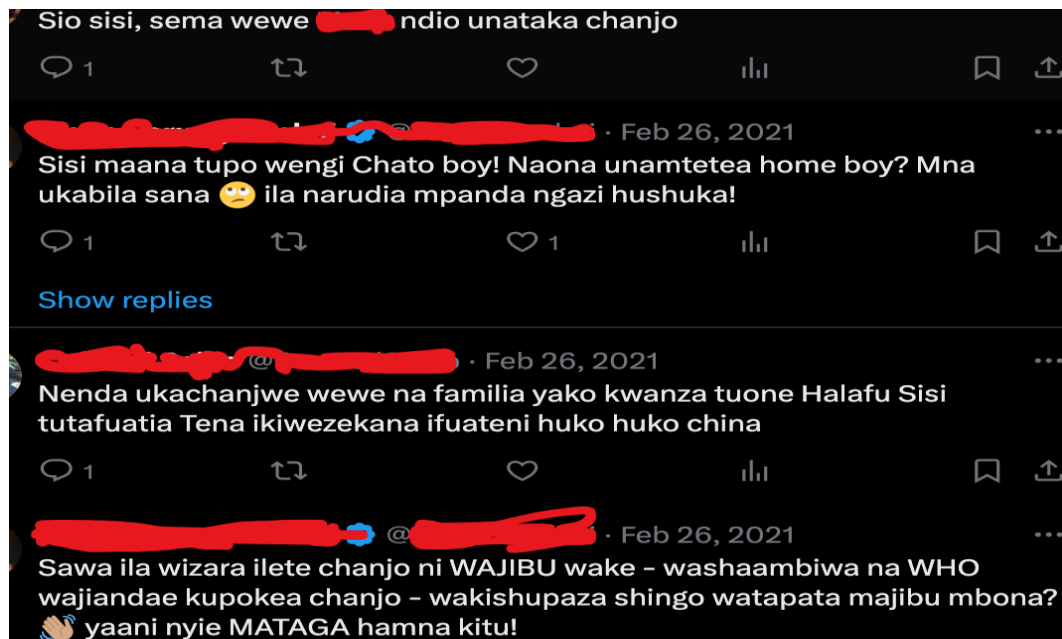 Sio sisi, sema wewe ndio unataka chanjo
1
@ · Feb 26, 2021
Sisi maana tupo wengi Chato boy! Naona unamtetea home boy? Mna
ukabila sana 🙄 ila narudia mpanda ngazi hushuka!
1 1
Show replies
@ · Feb 26, 2021
Nenda ukachanjwe wewe na familia yako kwanza tuone Halafu Sisi
tutafuatia Tena ikiwezekana ifuateni huko huko china
1
@ · Feb 26, 2021
Sawa ila wizara ilete chanjo ni WAJIBU wake – washaambiwa na WHO
wajiandae kupokea chanjo – wakishupaza shingo watapata majibu mbona?
👋🏽 yaani nyie MATAGA hamna kitu!